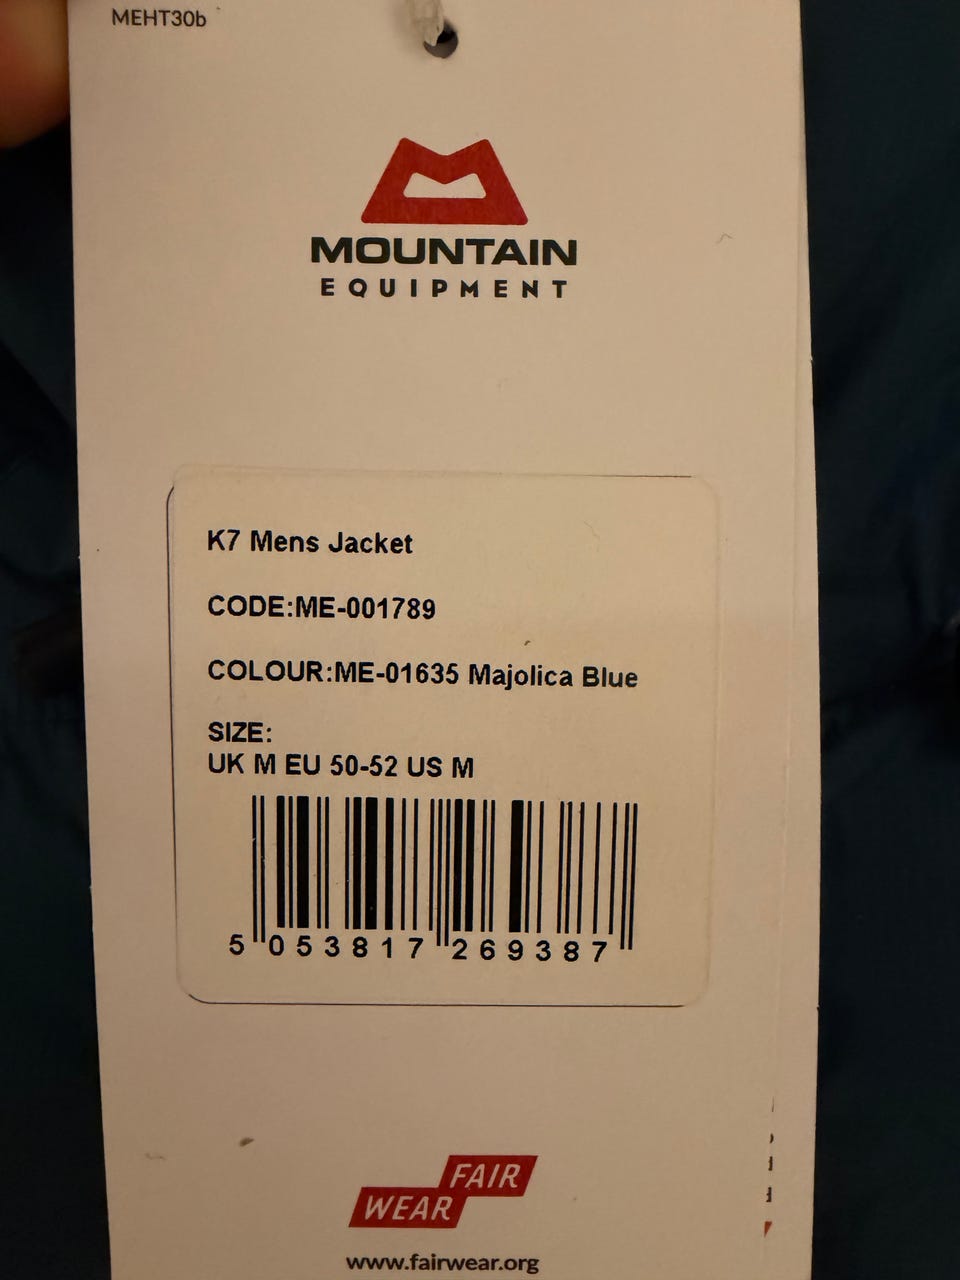 MEHT30b
MOUNTAIN
EQUIPMENT
K7 Mens Jacket
CODE:ME-001789
COLOUR:ME-01635 Majolica Blue
SIZE:
UK M EU 50-52 US M
5 053817 269387
FAIR
WEAR
www.fairwear.org